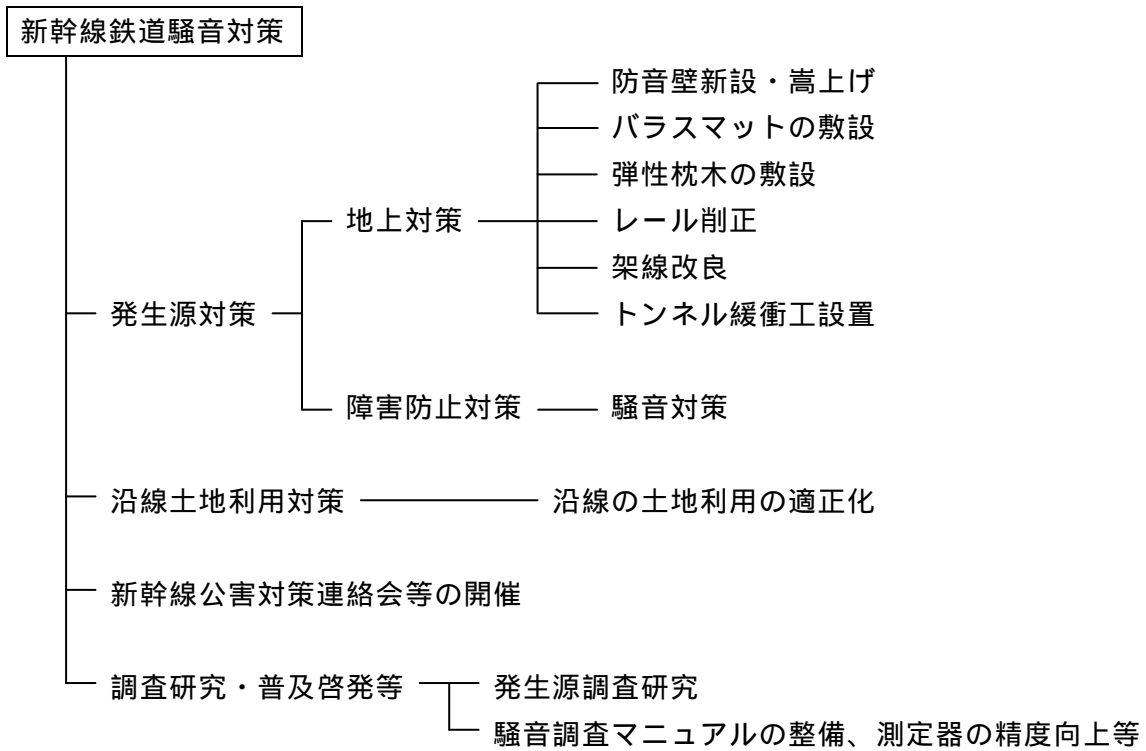 新幹線鉄道騒音対策
防音壁新設・嵩上げ
バラスマットの敷設
弾性枕木の敷設
地上対策
レール削正
架線改良
発生源対策
トンネル緩衝工設置
障害防止対策
騒音対策
沿線土地利用対策
沿線の土地利用の適正化
新幹線公害対策連絡会等の開催
調査研究・普及啓発等
発生源調査研究
騒音調査マニュアルの整備、測定器の精度向上等